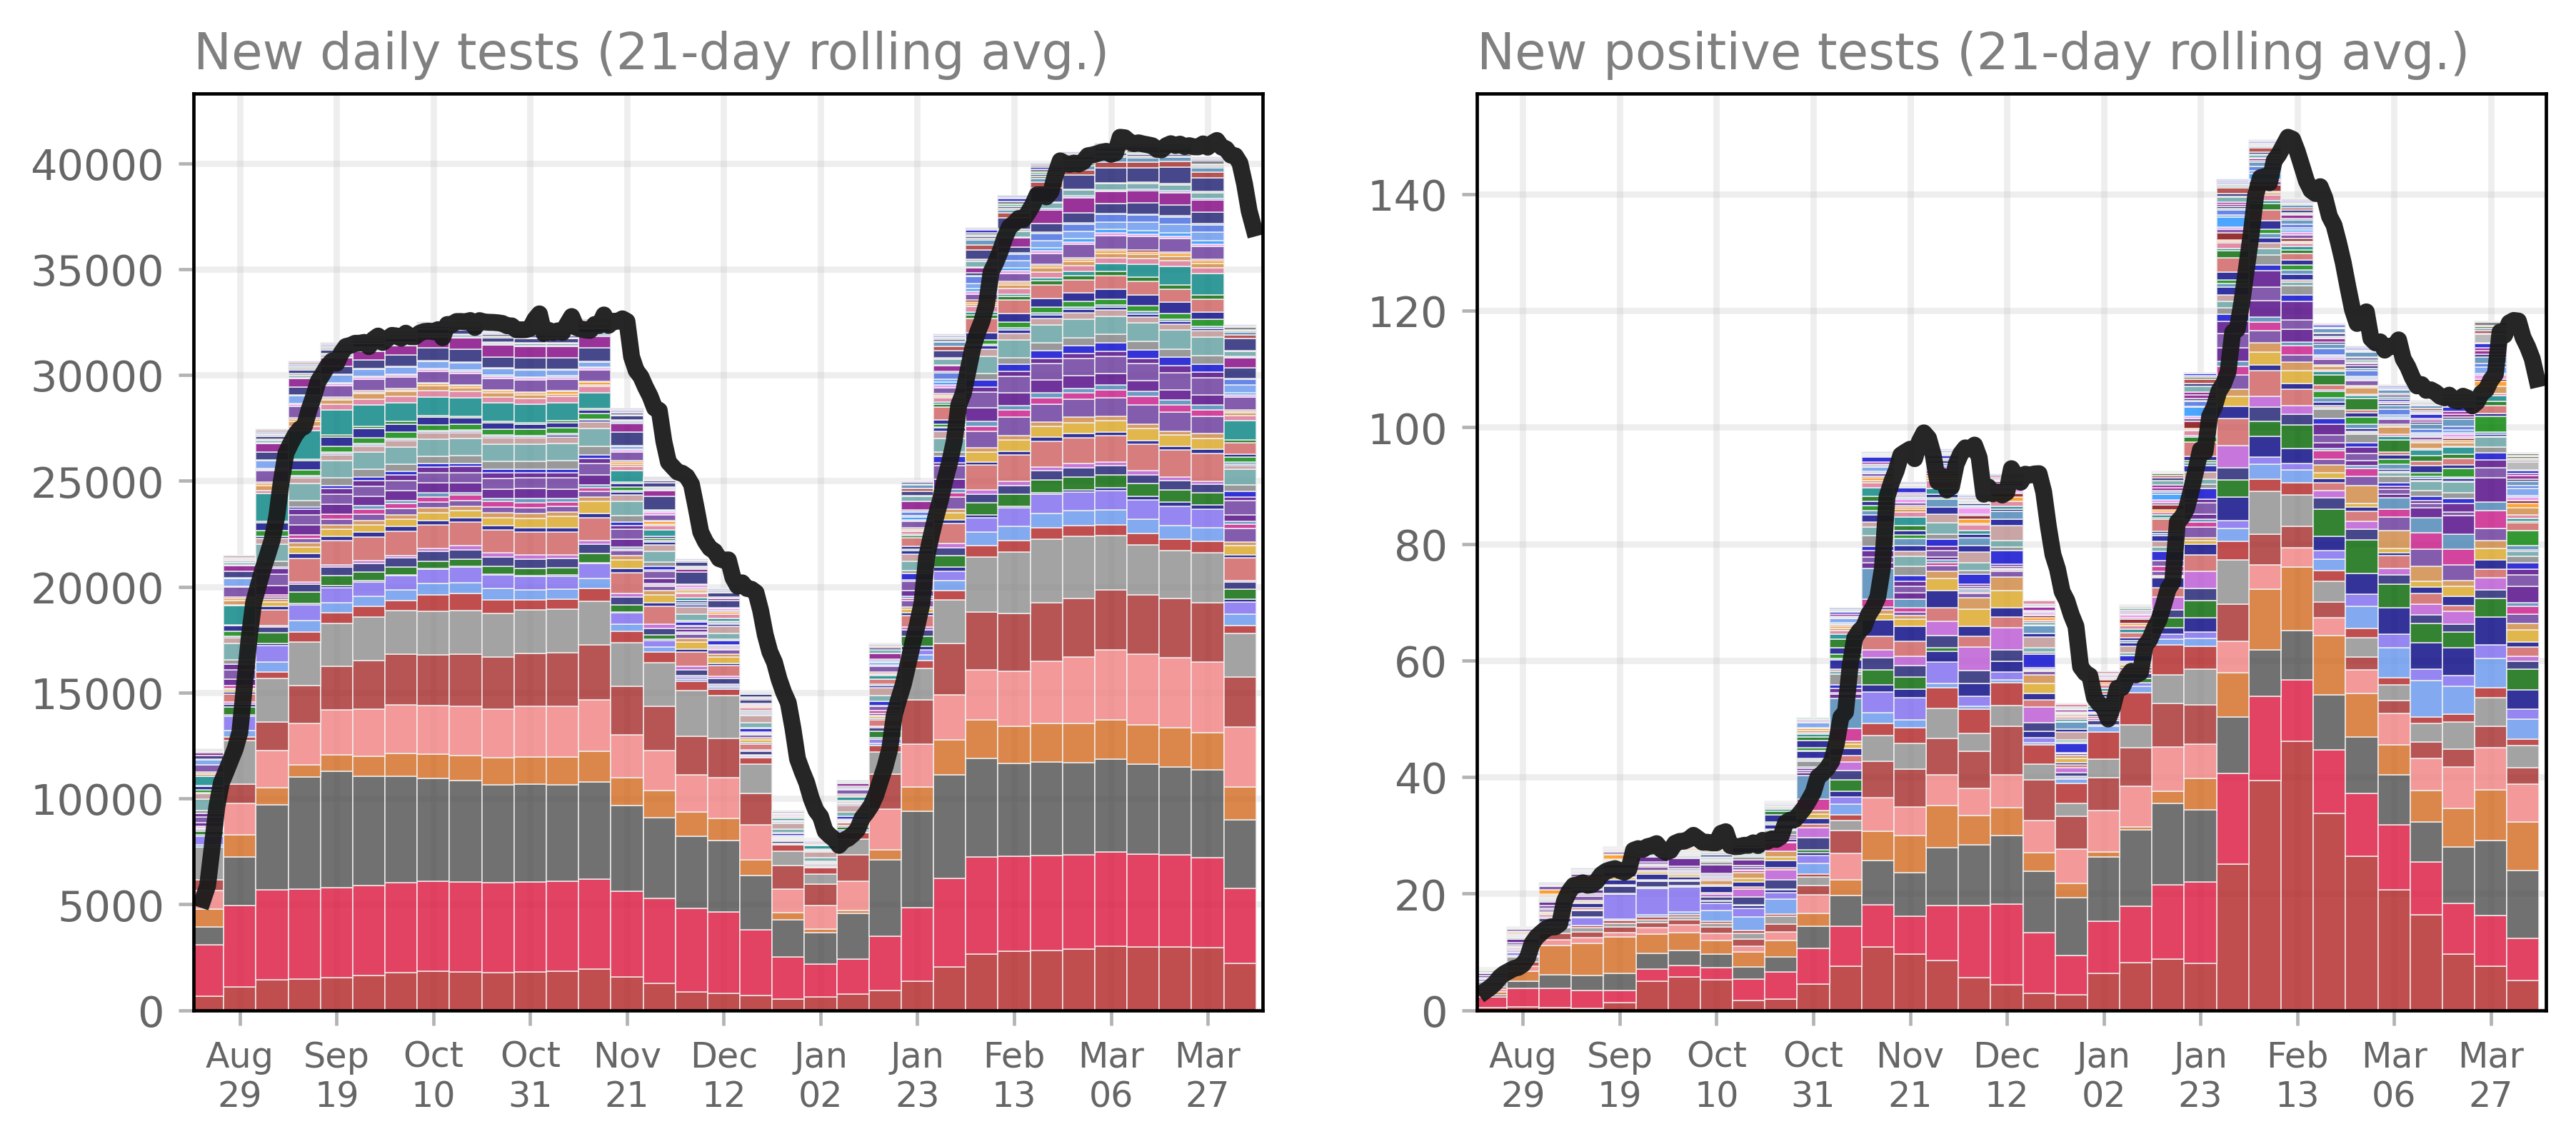 New daily tests (21-day rolling avg.)
40000
35000
30000
25000
20000
15000
10000
5000
0
Aug Sep Oct Oct Nov Dec Jan Jan Feb Mar Mar
29 19 10 31 21 12 02 23 13 06 27
New positive tests (21-day rolling avg.)
140
120
100
80
60
40
20
0
Aug Sep Oct Oct Nov Dec Jan Jan Feb Mar Mar
29 19 10 31 21 12 02 23 13 06 27